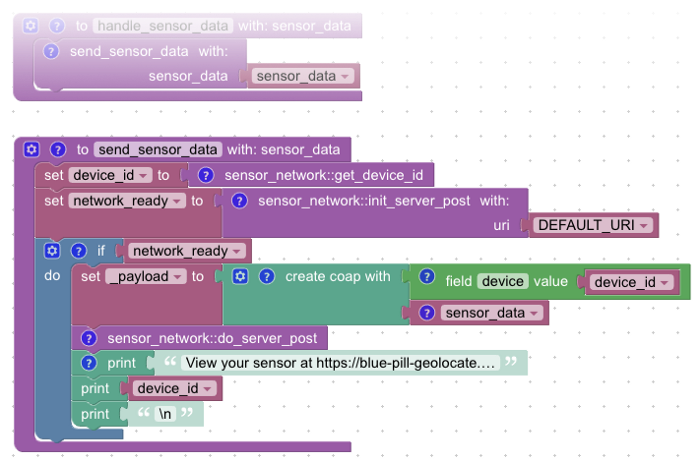 ? to handle_sensor_data with: sensor_data
? send_sensor_data with:
sensor_data sensor_data
? to send_sensor_data with: sensor_data
set device_id to ? sensor_network::get_device_id
set network_ready to ? sensor_network::init_server_post with:
uri DEFAULT_URI
? if network_ready
do set _payload to ? create coap with ? field device value device_id
? sensor_data
? sensor_network::do_server_post
? print “ View your sensor at https://blue-pill-geolocate.… ”
print device_id
print “ \n ”